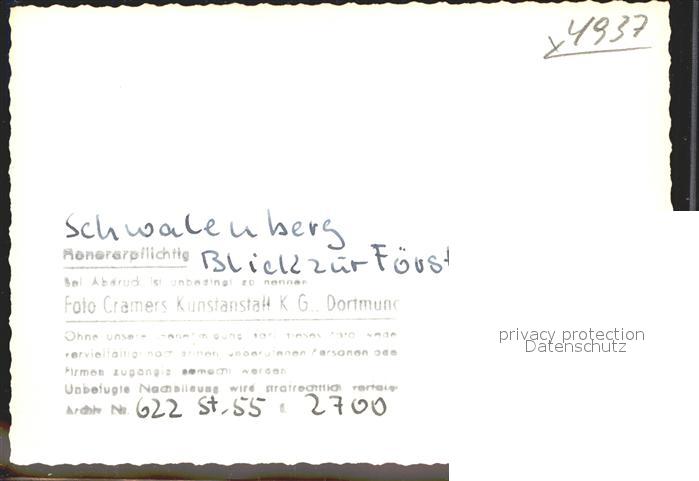 x4937
Schwalenberg
Honorarpflichtig Blick zur Först
Bei Abdruck ist unbedingt zu nennen
Foto Cramers Kunstanstalt K G., Dortmund
Ohne unsere Genehmigung darf dieses Foto weder
vervielfältigt noch dritten, unberufenen Personen oder
Firmen zugängig gemacht werden
Unbefugte Nachbildung wird strafrechtlich verfolgt
Archiv Nr. 622 St. 55 2700
privacy protection
Datenschutz